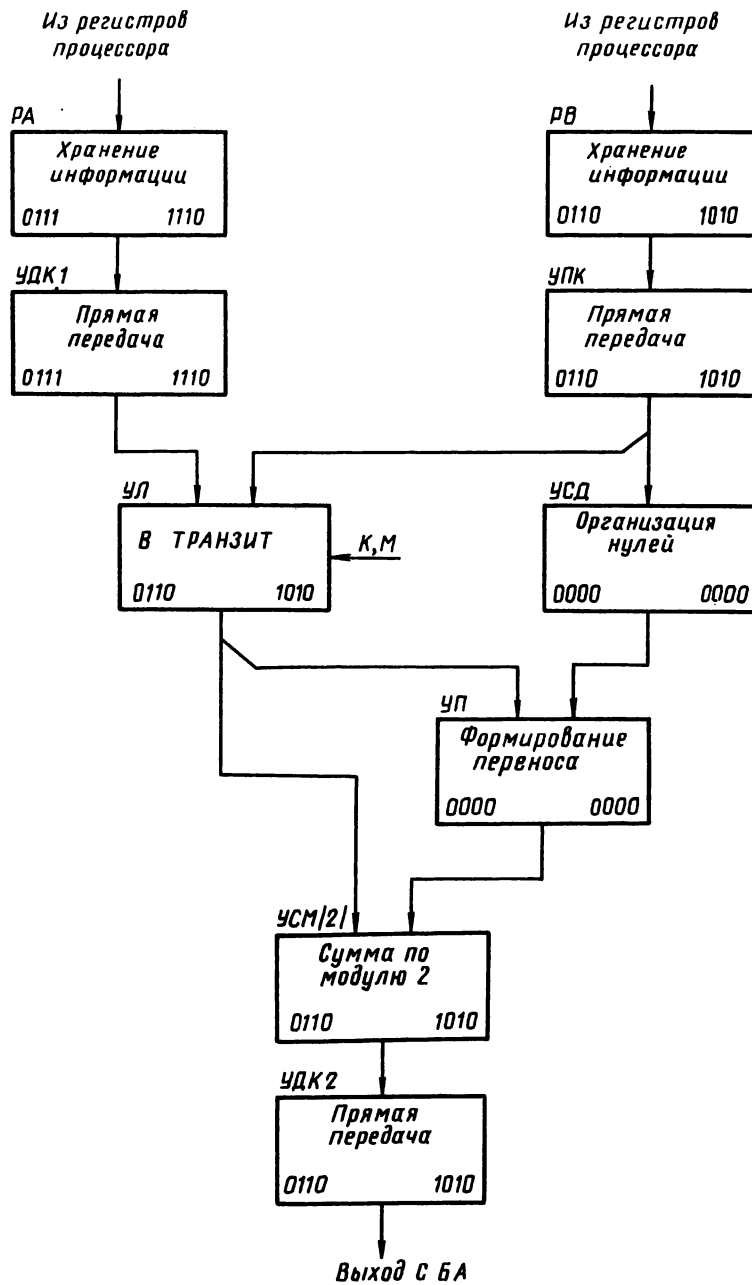 Из регистров
процессора
Из регистров
процессора
РА
Хранение
информации
0111 1110
РВ
Хранение
информации
0110 1010
УДК1
Прямая
передача
0111 1110
УПК
Прямая
передача
0110 1010
УЛ
В ТРАНЗИТ
0110 1010
К,М
УСД
Организация
нулей
0000 0000
УП
Формирование
переноса
0000 0000
УСМ/2/
Сумма по
модулю 2
0110 1010
УДК2
Прямая
передача
0110 1010
Выход С БА